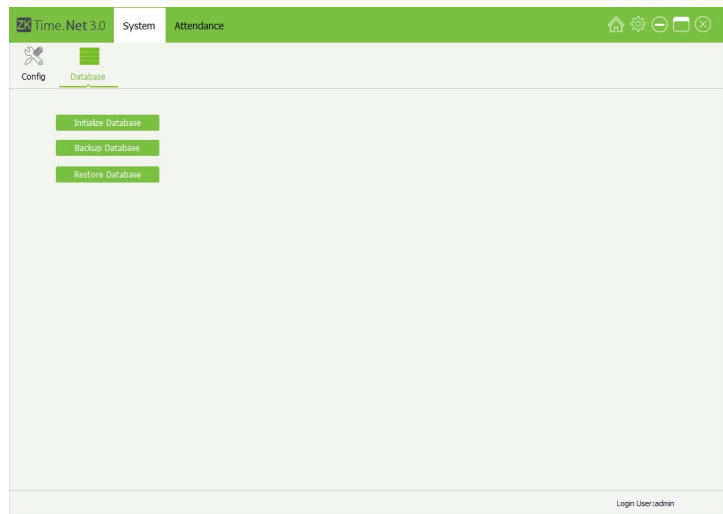 ZK Time.Net 3.0 System Attendance
Config Database
Initialize Database
Backup Database
Restore Database
Login User:admin